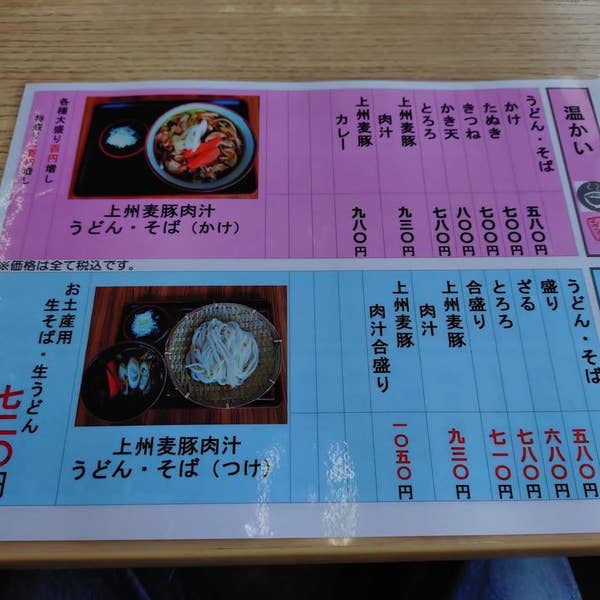 温かい
うどん・そば
かけ 五八〇円
たぬき 七〇〇円
きつね 七〇〇円
かき天 八〇〇円
とろろ 七八〇円
上州麦豚
肉汁 九三〇円
上州麦豚
カレー 九八〇円
上州麦豚肉汁
うどん・そば（かけ）
各種大盛り百円増し
※価格は全て税込です。
うどん・そば
盛り 五八〇円
ざる 六八〇円
とろろ 七八〇円
合盛り 七一〇円
上州麦豚
肉汁 九三〇円
上州麦豚
肉汁合盛り 一〇五〇円
上州麦豚肉汁
うどん・そば（つけ）
お土産用
生そば・生うどん
七二〇円